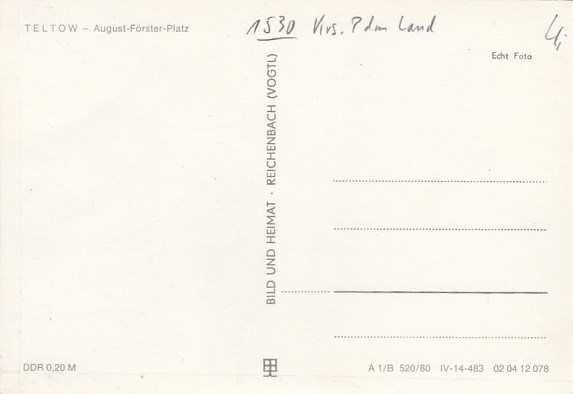 TELTOW – August-Förster-Platz
1530 Krs. Pdm Land
Echt Foto
BILD UND HEIMAT · REICHENBACH (VOGTL)
DDR 0,20 M
A 1/B 520/80 IV-14-483 02 04 12 078